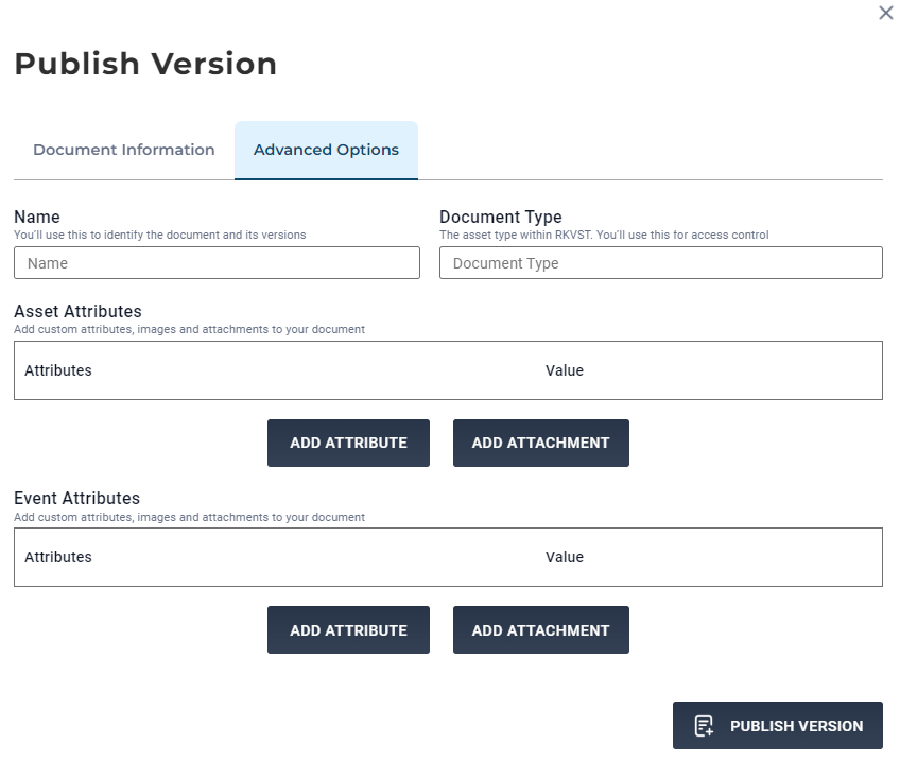 Publish Version
Document Information Advanced Options
Name Document Type
You'll use this to identify the document and its versions The asset type within RKVST. You'll use this for access control
Name Document Type
Asset Attributes
Add custom attributes, images and attachments to your document
Attributes Value
ADD ATTRIBUTE ADD ATTACHMENT
Event Attributes
Add custom attributes, images and attachments to your document
Attributes Value
ADD ATTRIBUTE ADD ATTACHMENT
PUBLISH VERSION